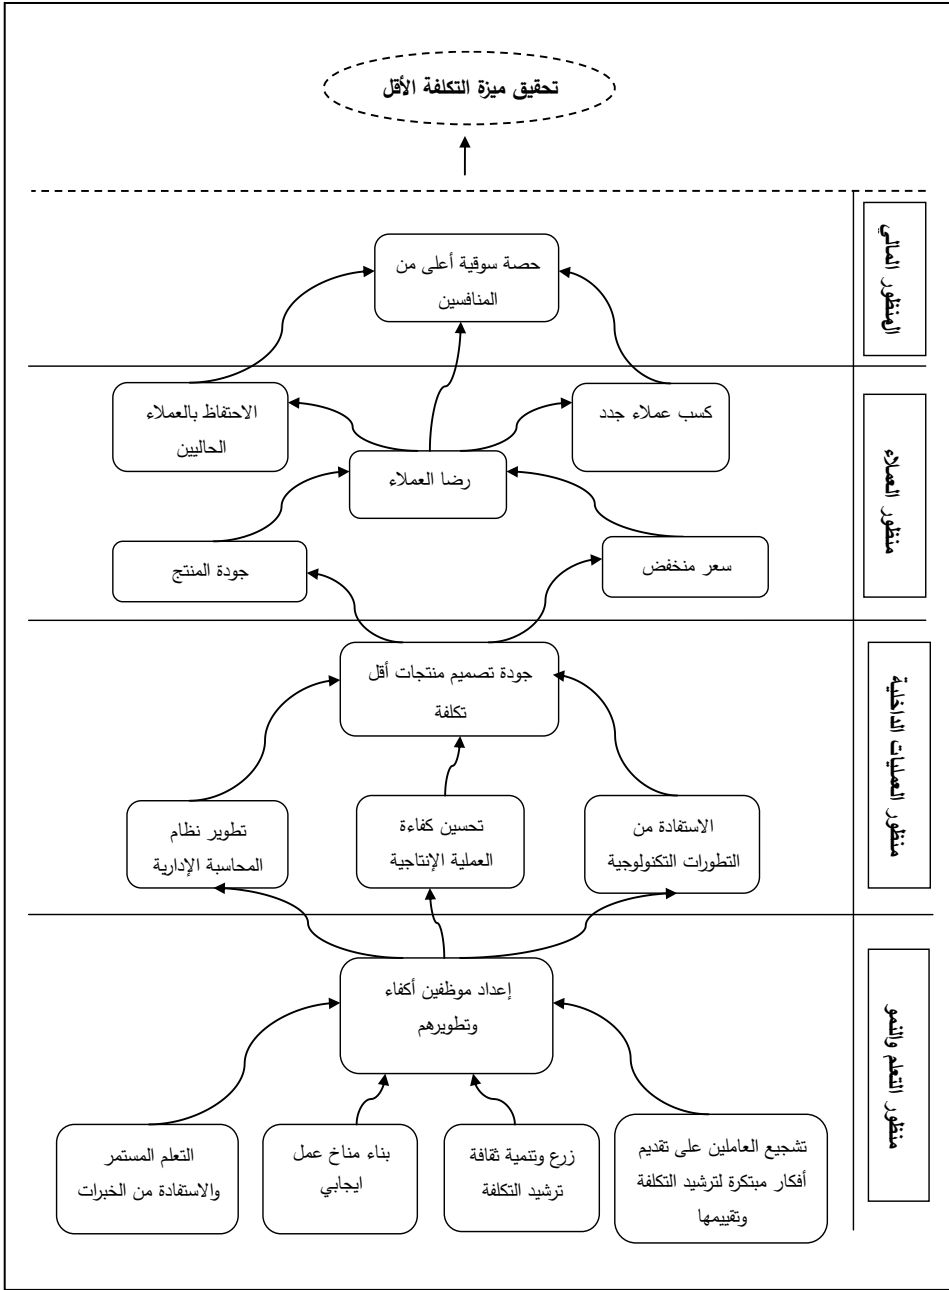 تحقيق ميزة التكلفة الأقل
المنظور المالي
حصة سوقية أعلى من
المنافسين
منظور العملاء
كسب عملاء جدد
الاحتفاظ بالعملاء
الحاليين
رضا العملاء
سعر منخفض
جودة المنتج
منظور العمليات الداخلية
جودة تصميم منتجات أقل
تكلفة
الاستفادة من
التطورات التكنولوجية
تحسين كفاءة
العملية الإنتاجية
تطوير نظام
المحاسبة الإدارية
منظور التعلم والنمو
إعداد موظفين أكفاء
وتطويرهم
تشجيع العاملين على تقديم
أفكار مبتكرة لترشيد التكلفة
وتقييمها
زرع وتنمية ثقافة
ترشيد التكلفة
بناء مناخ عمل
ايجابي
التعلم المستمر
والاستفادة من الخبرات